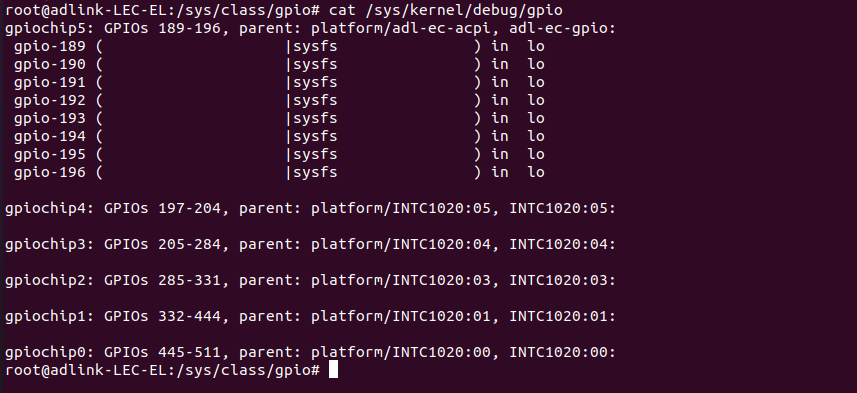 root@adlink-LEC-EL:/sys/class/gpio# cat /sys/kernel/debug/gpio
gpiochip5: GPIOs 189-196, parent: platform/adl-ec-acpi, adl-ec-gpio:
 gpio-189 (                    |sysfs               ) in  lo
 gpio-190 (                    |sysfs               ) in  lo
 gpio-191 (                    |sysfs               ) in  lo
 gpio-192 (                    |sysfs               ) in  lo
 gpio-193 (                    |sysfs               ) in  lo
 gpio-194 (                    |sysfs               ) in  lo
 gpio-195 (                    |sysfs               ) in  lo
 gpio-196 (                    |sysfs               ) in  lo
gpiochip4: GPIOs 197-204, parent: platform/INTC1020:05, INTC1020:05:
gpiochip3: GPIOs 205-284, parent: platform/INTC1020:04, INTC1020:04:
gpiochip2: GPIOs 285-331, parent: platform/INTC1020:03, INTC1020:03:
gpiochip1: GPIOs 332-444, parent: platform/INTC1020:01, INTC1020:01:
gpiochip0: GPIOs 445-511, parent: platform/INTC1020:00, INTC1020:00:
root@adlink-LEC-EL:/sys/class/gpio#